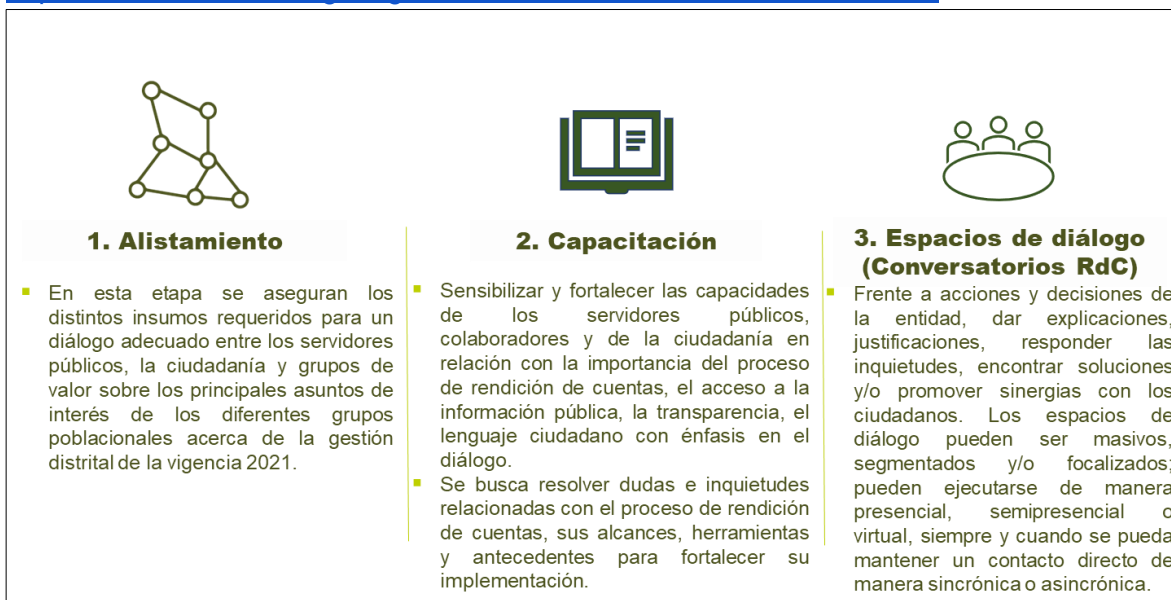 1. Alistamiento
En esta etapa se aseguran los
distintos insumos requeridos para un
diálogo adecuado entre los servidores
públicos, la ciudadanía y grupos de
valor sobre los principales asuntos de
interés de los diferentes grupos
poblacionales acerca de la gestión
distrital de la vigencia 2021.
2. Capacitación
Sensibilizar y fortalecer las capacidades
de los servidores públicos,
colaboradores y de la ciudadanía en
relación con la importancia del proceso
de rendición de cuentas, el acceso a la
información pública, la transparencia, el
lenguaje ciudadano con énfasis en el
diálogo.
Se busca resolver dudas e inquietudes
relacionadas con el proceso de rendición
de cuentas, sus alcances, herramientas
y antecedentes para fortalecer su
implementación.
3. Espacios de diálogo
(Conversatorios RdC)
Frente a acciones y decisiones de
la entidad, dar explicaciones,
justificaciones, responder las
inquietudes, encontrar soluciones
y/o promover sinergias con los
ciudadanos. Los espacios de
diálogo pueden ser masivos,
segmentados y/o focalizados;
pueden ejecutarse de manera
presencial, semipresencial o
virtual, siempre y cuando se pueda
mantener un contacto directo de
manera sincrónica o asincrónica.